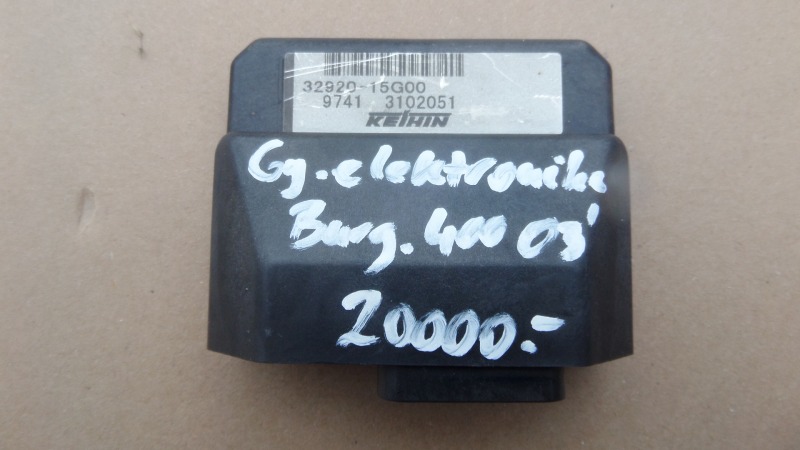 32920-15G00
9741 3102051
KEIHIN
Gy.elektronika
Burg.400 03'
20000.-